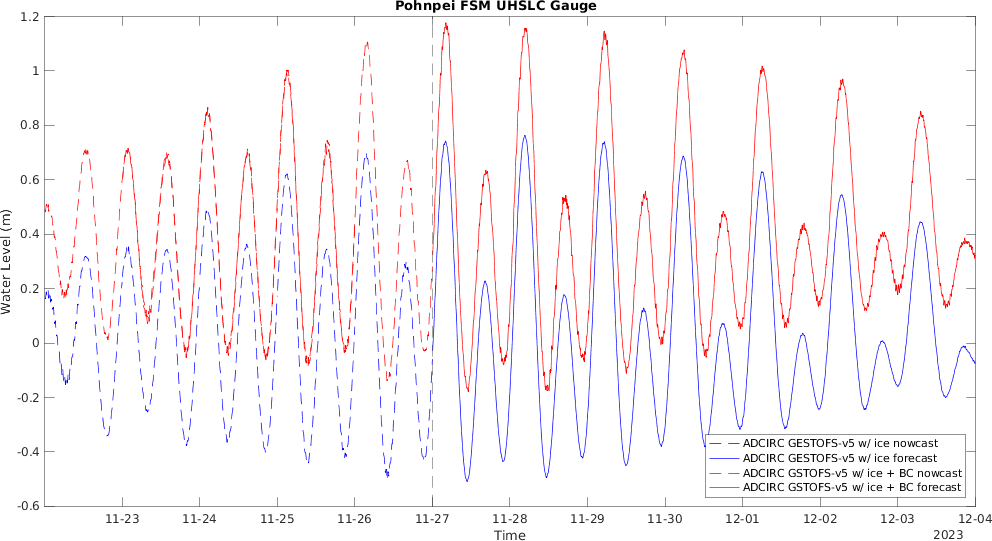 Pohnpei FSM UHSLC Gauge
1.2
1
0.8
0.6
0.4
0.2
0
-0.2
-0.4
-0.6
Water Level (m)
ADCIRC GESTOFS-v5 w/ ice nowcast
ADCIRC GESTOFS-v5 w/ ice forecast
ADCIRC GSTOFS-v5 w/ ice + BC nowcast
ADCIRC GSTOFS-v5 w/ ice + BC forecast
11-23 11-24 11-25 11-26 11-27 11-28 11-29 11-30 12-01 12-02 12-03 12-04
Time
2023